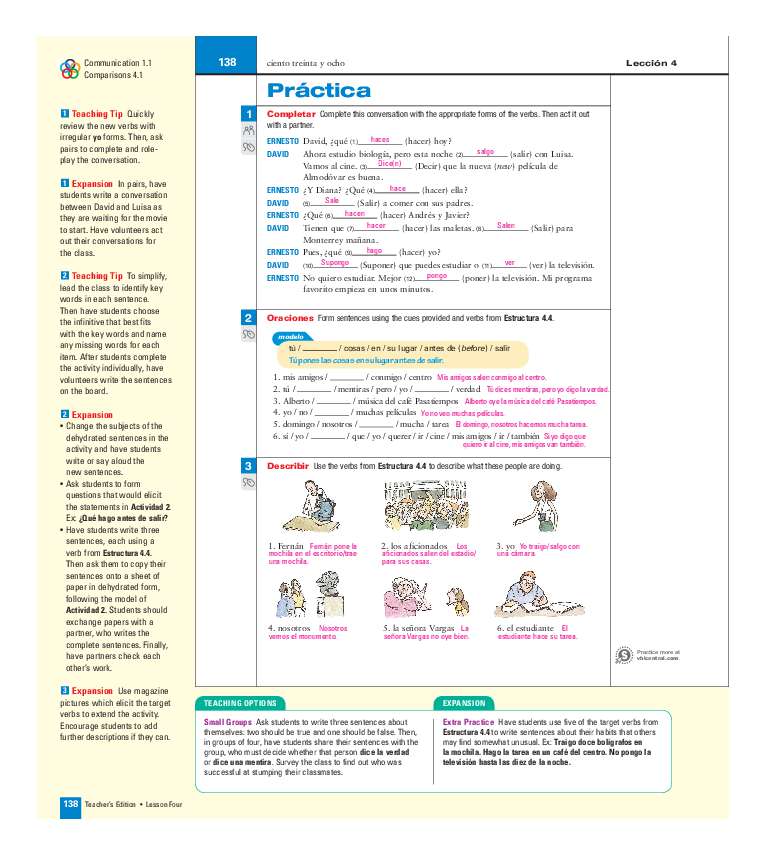 Communication 1.1
Comparisons 4.1
1 Teaching Tip Quickly
review the new verbs with
irregular yo forms. Then, ask
pairs to complete and role-
play the conversation.
1 Expansion In pairs, have
students write a conversation
between David and Luisa as
they are waiting for the movie
to start. Have volunteers act
out their conversations for
the class.
2 Teaching Tip To simplify,
lead the class to identify key
words in each sentence.
Then have students choose
the infinitive that best fits
with the key words and name
any missing words for each
item. After students complete
the activity individually, have
volunteers write the sentences
on the board.
2 Expansion
• Change the subjects of the
dehydrated sentences in the
activity and have students
write or say aloud the
new sentences.
• Ask students to form
questions that would elicit
the statements in Actividad 2.
Ex: ¿Qué hago antes de salir?
• Have students write three
sentences, each using a
verb from Estructura 4.4.
Then ask them to copy their
sentences onto a sheet of
paper in dehydrated form,
following the model of
Actividad 2. Students should
exchange papers with a
partner, who writes the
complete sentences. Finally,
have partners check each
other's work.
3 Expansion Use magazine
pictures which elicit the target
verbs to extend the activity.
Encourage students to add
further descriptions if they can.
138 ciento treinta y ocho Lección 4
Práctica
1 Completar Complete this conversation with the appropriate forms of the verbs. Then act it out
with a partner.
ERNESTO David, ¿qué (1) haces (hacer) hoy?
DAVID Ahora estudio biología, pero esta noche (2) salgo (salir) con Luisa.
Vamos al cine. (3) Dice(n) (Decir) que la nueva (new) película de
Almodóvar es buena.
ERNESTO ¿Y Diana? ¿Qué (4) hace (hacer) ella?
DAVID (5) Sale (Salir) a comer con sus padres.
ERNESTO ¿Qué (6) hacen (hacer) Andrés y Javier?
DAVID Tienen que (7) hacer (hacer) las maletas. (8) Salen (Salir) para
Monterrey mañana.
ERNESTO Pues, ¿qué (9) hago (hacer) yo?
DAVID (10) Supongo (Suponer) que puedes estudiar o (11) ver (ver) la televisión.
ERNESTO No quiero estudiar. Mejor (12) pongo (poner) la televisión. Mi programa
favorito empieza en unos minutos.
2 Oraciones Form sentences using the cues provided and verbs from Estructura 4.4.
modelo
tú / ________ / cosas / en / su lugar / antes de (before) / salir
Tú pones las cosas en su lugar antes de salir.
1. mis amigos / ________ / conmigo / centro Mis amigos salen conmigo al centro.
2. tú / ________ / mentiras / pero / yo / ________ / verdad Tú dices mentiras, pero yo digo la verdad.
3. Alberto / ________ / música del café Pasatiempos Alberto oye la música del café Pasatiempos.
4. yo / no / ________ / muchas películas Yo no veo muchas películas.
5. domingo / nosotros / ________ / mucha / tarea El domingo, nosotros hacemos mucha tarea.
6. si / yo / ________ / que / yo / querer / ir / cine / mis amigos / ir / también Si yo digo que
quiero ir al cine, mis amigos van también.
3 Describir Use the verbs from Estructura 4.4 to describe what these people are doing.
1. Fernán Fernán pone la
mochila en el escritorio/trae
una mochila.
2. los aficionados Los
aficionados salen del estadio/
para sus casas.
3. yo Yo traigo/salgo con
una cámara.
4. nosotros Nosotros
vemos el monumento.
5. la señora Vargas La
señora Vargas no oye bien.
6. el estudiante El
estudiante hace su tarea.
S Practice more at
vhlcentral.com.
TEACHING OPTIONS
Small Groups Ask students to write three sentences about
themselves: two should be true and one should be false. Then,
in groups of four, have students share their sentences with the
group, who must decide whether that person dice la verdad
or dice una mentira. Survey the class to find out who was
successful at stumping their classmates.
EXPANSION
Extra Practice Have students use five of the target verbs from
Estructura 4.4 to write sentences about their habits that others
may find somewhat unusual. Ex: Traigo doce bolígrafos en
la mochila. Hago la tarea en un café del centro. No pongo la
televisión hasta las diez de la noche.
138 Teacher's Edition • Lesson Four